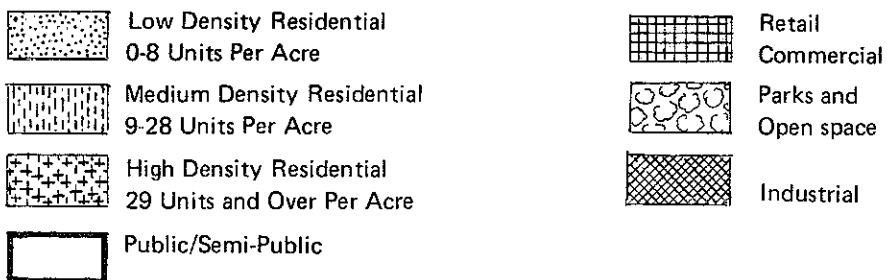 Low Density Residential
0-8 Units Per Acre
Medium Density Residential
9-28 Units Per Acre
High Density Residential
29 Units and Over Per Acre
Public/Semi-Public
Retail
Commercial
Parks and
Open space
Industrial